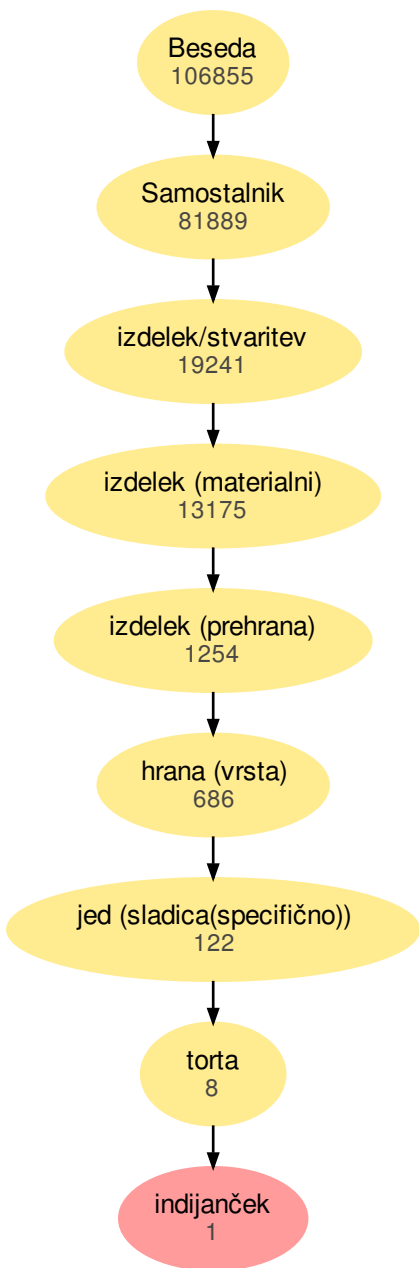 Beseda
106855
Samostalnik
81889
izdelek/stvaritev
19241
izdelek (materialni)
13175
izdelek (prehrana)
1254
hrana (vrsta)
686
jed (sladica(specifično))
122
torta
8
indijanček
1